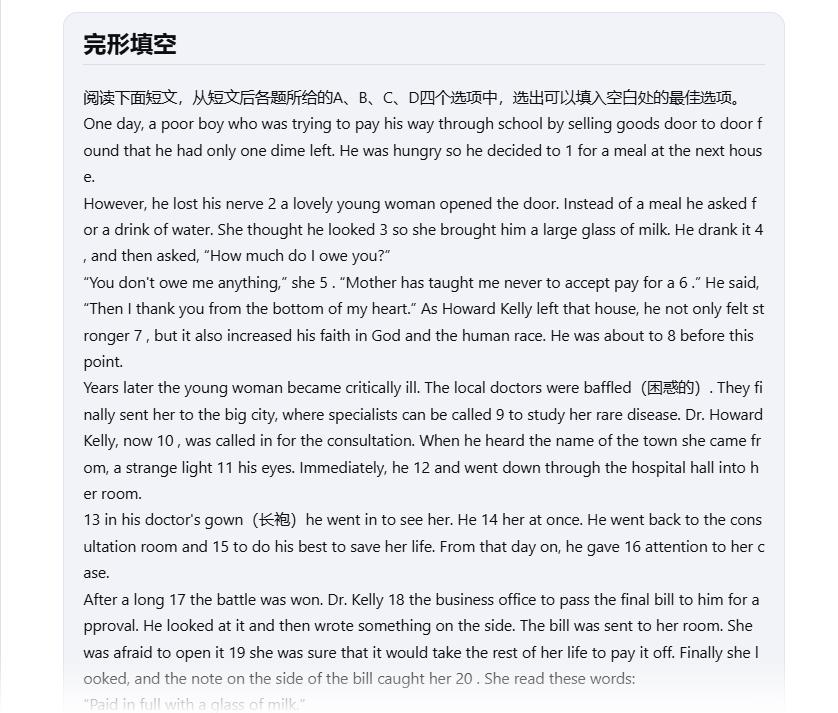 完形填空
阅读下面短文，从短文后各题所给的A、B、C、D四个选项中，选出可以填入空白处的最佳选项。
One day, a poor boy who was trying to pay his way through school by selling goods door to door f
ound that he had only one dime left. He was hungry so he decided to 1 for a meal at the next hous
e.
However, he lost his nerve 2 a lovely young woman opened the door. Instead of a meal he asked f
or a drink of water. She thought he looked 3 so she brought him a large glass of milk. He drank it 4
, and then asked, “How much do I owe you?”
“You don't owe me anything,” she 5 . “Mother has taught me never to accept pay for a 6 .” He said,
“Then I thank you from the bottom of my heart.” As Howard Kelly left that house, he not only felt st
ronger 7 , but it also increased his faith in God and the human race. He was about to 8 before this
point.
Years later the young woman became critically ill. The local doctors were baffled（困惑的）. They fi
nally sent her to the big city, where specialists can be called 9 to study her rare disease. Dr. Howard
Kelly, now 10 , was called in for the consultation. When he heard the name of the town she came fr
om, a strange light 11 his eyes. Immediately, he 12 and went down through the hospital hall into h
er room.
13 in his doctor's gown（长袍）he went in to see her. He 14 her at once. He went back to the cons
ultation room and 15 to do his best to save her life. From that day on, he gave 16 attention to her c
ase.
After a long 17 the battle was won. Dr. Kelly 18 the business office to pass the final bill to him for a
pproval. He looked at it and then wrote something on the side. The bill was sent to her room. She
was afraid to open it 19 she was sure that it would take the rest of her life to pay it off. Finally she l
ooked, and the note on the side of the bill caught her 20 . She read these words:
“Paid in full with a glass of milk.”